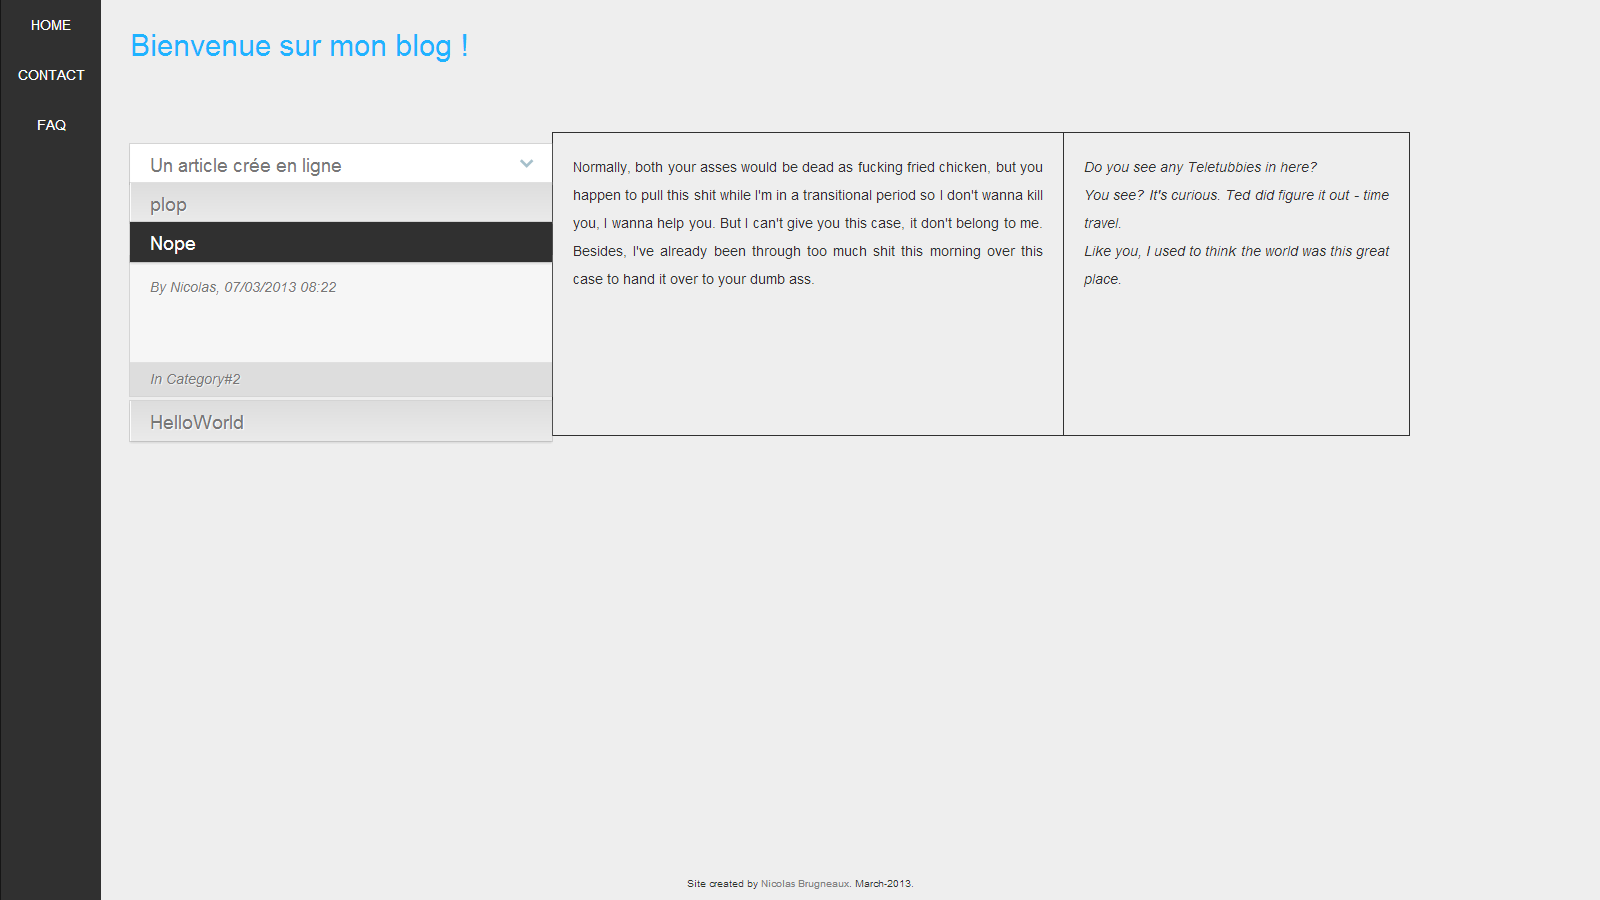 HOME
CONTACT
FAQ
Bienvenue sur mon blog !
Un article crée en ligne
plop
Nope
By Nicolas, 07/03/2013 08:22
In Category#2
HelloWorld
Normally, both your asses would be dead as fucking fried chicken, but you
happen to pull this shit while I'm in a transitional period so I don't wanna kill
you, I wanna help you. But I can't give you this case, it don't belong to me.
Besides, I've already been through too much shit this morning over this
case to hand it over to your dumb ass.
Do you see any Teletubbies in here?
You see? It's curious. Ted did figure it out - time
travel.
Like you, I used to think the world was this great
place.
Site created by Nicolas Brugneaux. March-2013.